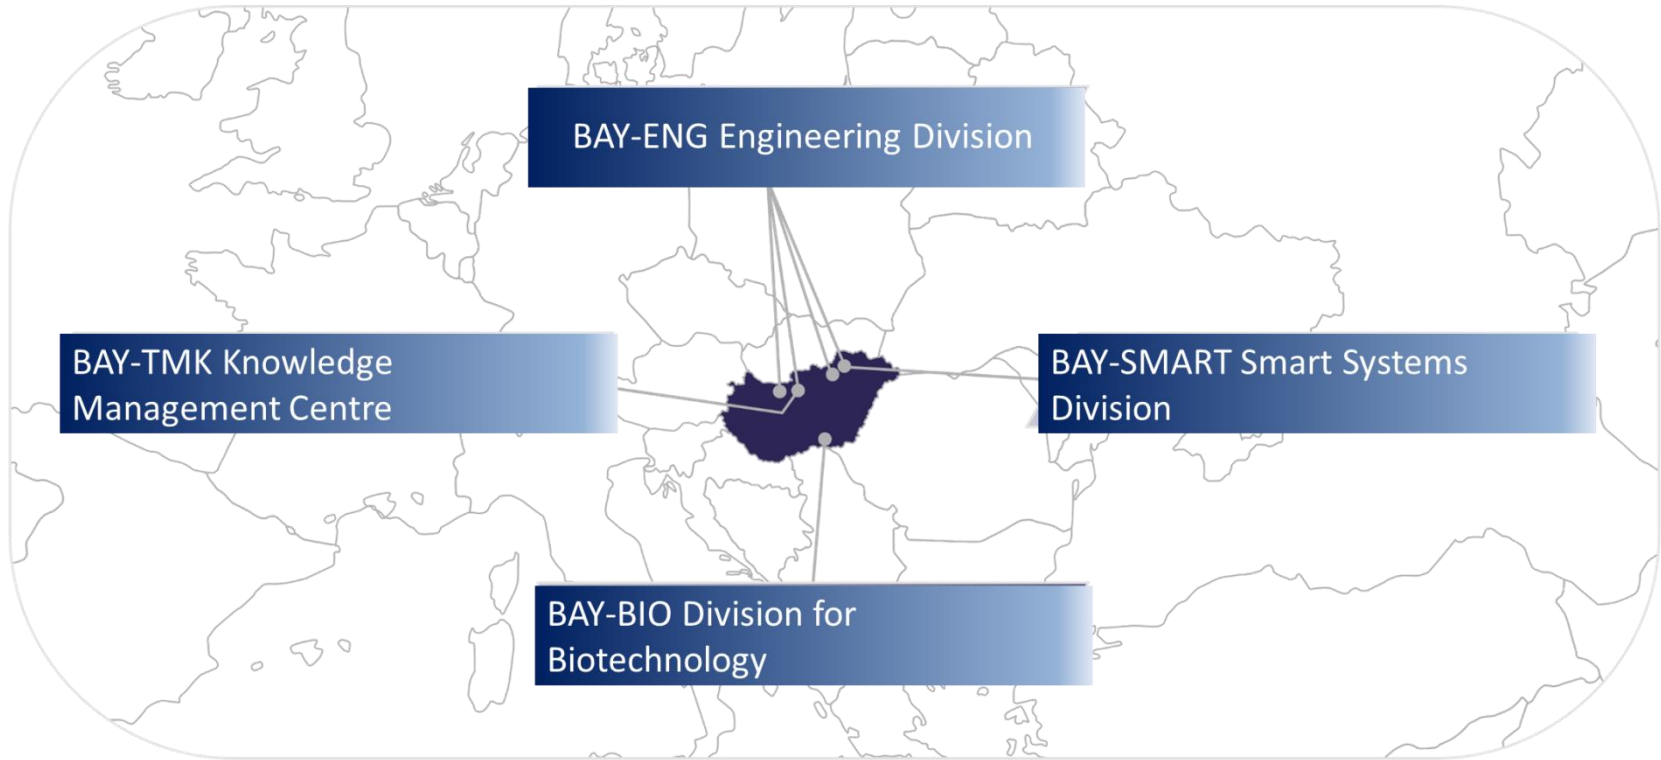 BAY-ENG Engineering Division
BAY-TMK Knowledge
Management Centre
BAY-SMART Smart Systems
Division
BAY-BIO Division for
Biotechnology